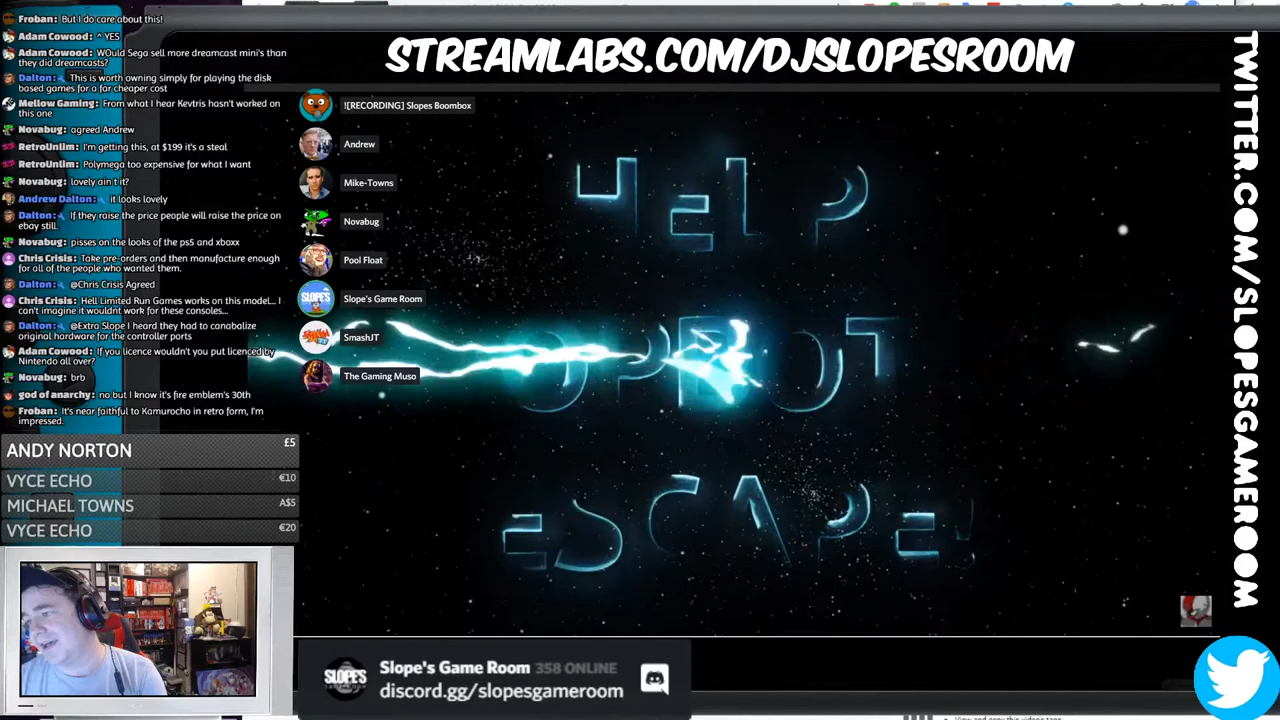 Froban: But I do care about this!
Adam Cowood: ^ YES
Adam Cowood: WOuld Sega sell more dreamcast mini's than
they did dreamcasts?
Dalton: This is worth owning simply for playing the disk
based games for a far cheaper cost
Mellow Gaming: From what I hear Kevtris hasn't worked on
this one
Novabug: agreed Andrew
RetroUnlim: I'm getting this, at $199 it's a steal
RetroUnlim: Polymega too expensive for what I want
Novabug: lovely ain't it?
Andrew Dalton: it looks lovely
Dalton: If they raise the price people will raise the price on
ebay still.
Novabug: pisses on the looks of the ps5 and xboxx
Chris Crisis: Take pre-orders and then manufacture enough
for all of the people who wanted them.
Dalton: @Chris Crisis Agreed
Chris Crisis: Hell Limited Run Games works on this model... I
can't imagine it wouldnt work for these consoles...
Dalton: @Extra Slope I heard they had to canabalize
original hardware for the controller ports
Adam Cowood: If you licence wouldn't you put licenced by
Nintendo all over?
Novabug: brb
god of anarchy: no but I know it's fire emblem's 30th
Froban: It's near faithful to Kamurocho in retro form, I'm
impressed.
ANDY NORTON £5
VYCE ECHO €10
MICHAEL TOWNS A$5
VYCE ECHO €20
STREAMLABS.COM/DJSLOPESROOM
![RECORDING] Slopes Boombox
Andrew
Mike-Towns
Novabug
Pool Float
SLOPES
Slope's Game Room
SmashJT
The Gaming Muso
HELP
ESCAPE!
SLOPES
Slope's Game Room 358 ONLINE
discord.gg/slopesgameroom
TWITTER.COM/SLOPESGAMEROOM
View and copy this video's tags